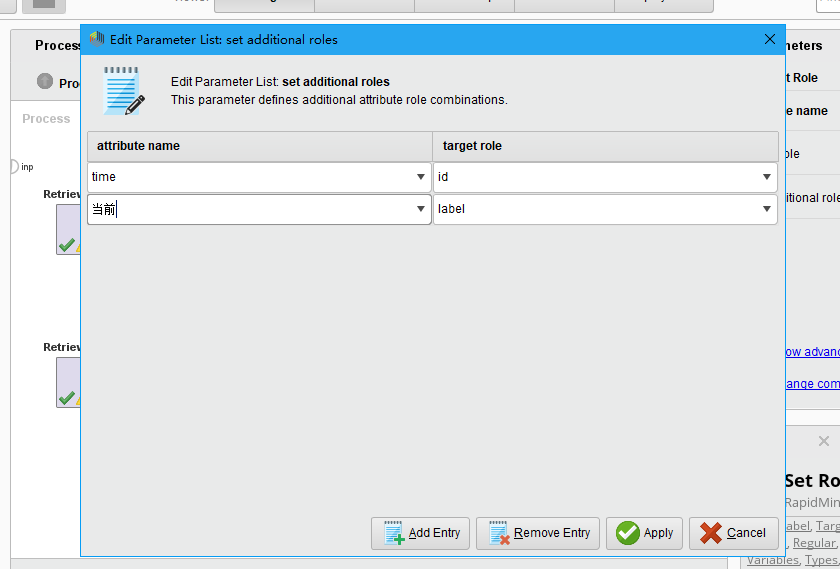 Edit Parameter List: set additional roles
Process
Pro
Process
inp
Retriev
Retriev
Edit Parameter List: set additional roles
This parameter defines additional attribute role combinations.
attribute name
target role
time
id
当前
label
Add Entry
Remove Entry
Apply
Cancel
neters
t Role
e name
ole
itional role
ow advanc
ange com
Set Ro
RapidMin
abel, Targ
, Regular,
Variables, Types,